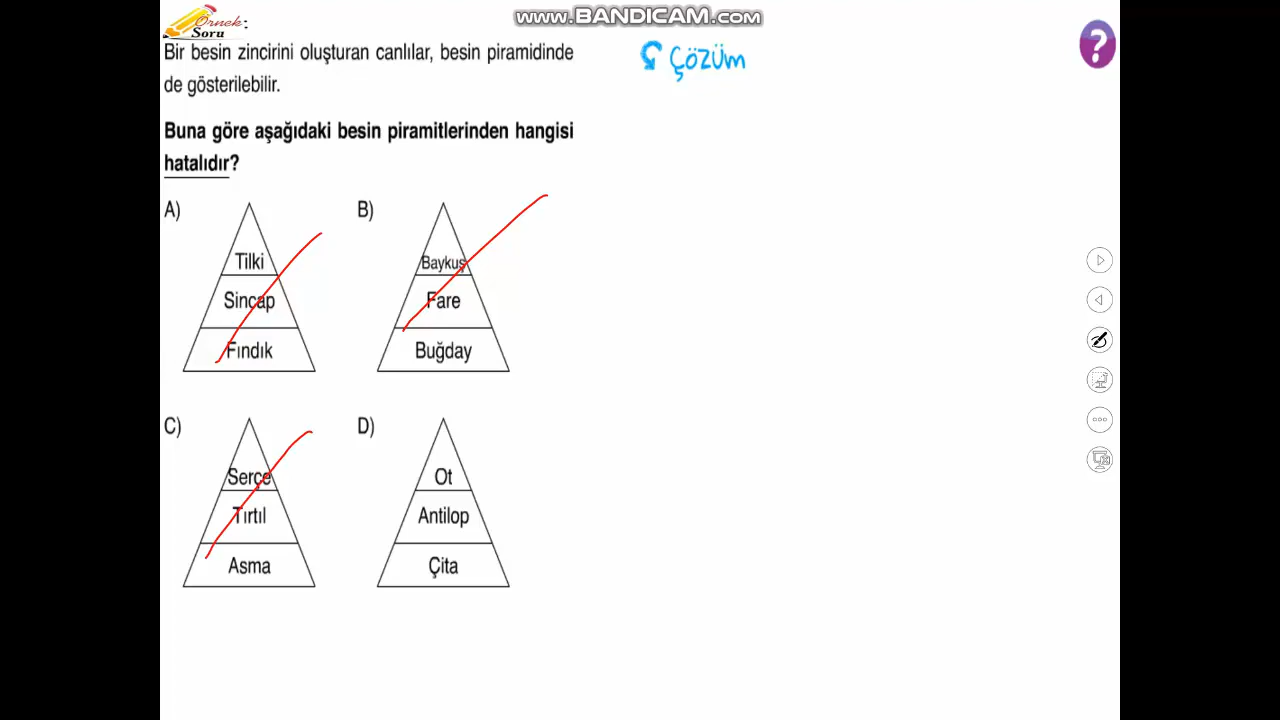 www.BANDICAM.com
Örnek
Soru :
Bir besin zincirini oluşturan canlılar, besin piramidinde
de gösterilebilir.
Buna göre aşağıdaki besin piramitlerinden hangisi
hatalıdır?
Çözüm
?
A)
Tilki
Sincap
Fındık
B)
Baykuş
Fare
Buğday
C)
Serçe
Tırtıl
Asma
D)
Ot
Antilop
Çita